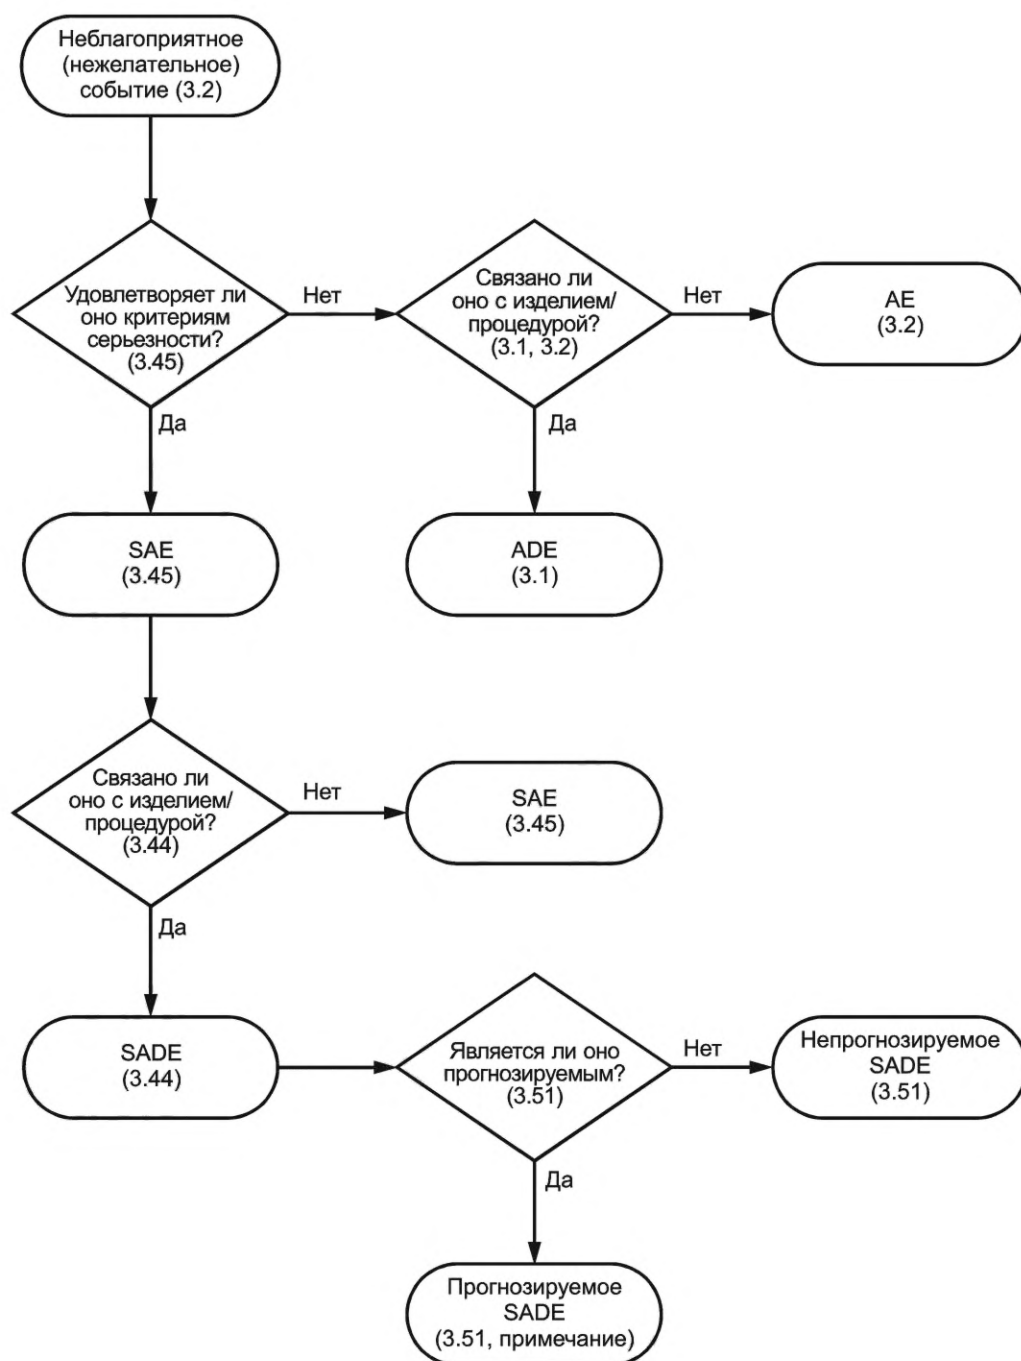 Неблагоприятное
(нежелательное)
событие (3.2)
Удовлетворяет ли
оно критериям
серьезности?
(3.45)
Нет
Связано ли
оно с изделием/
процедурой?
(3.1, 3.2)
Нет
AE
(3.2)
Да
Да
SAE
(3.45)
ADE
(3.1)
Связано ли
оно с изделием/
процедурой?
(3.44)
Нет
SAE
(3.45)
Да
SADE
(3.44)
Является ли оно
прогнозируемым?
(3.51)
Нет
Непрогнозируемое
SADE
(3.51)
Да
Прогнозируемое
SADE
(3.51, примечание)